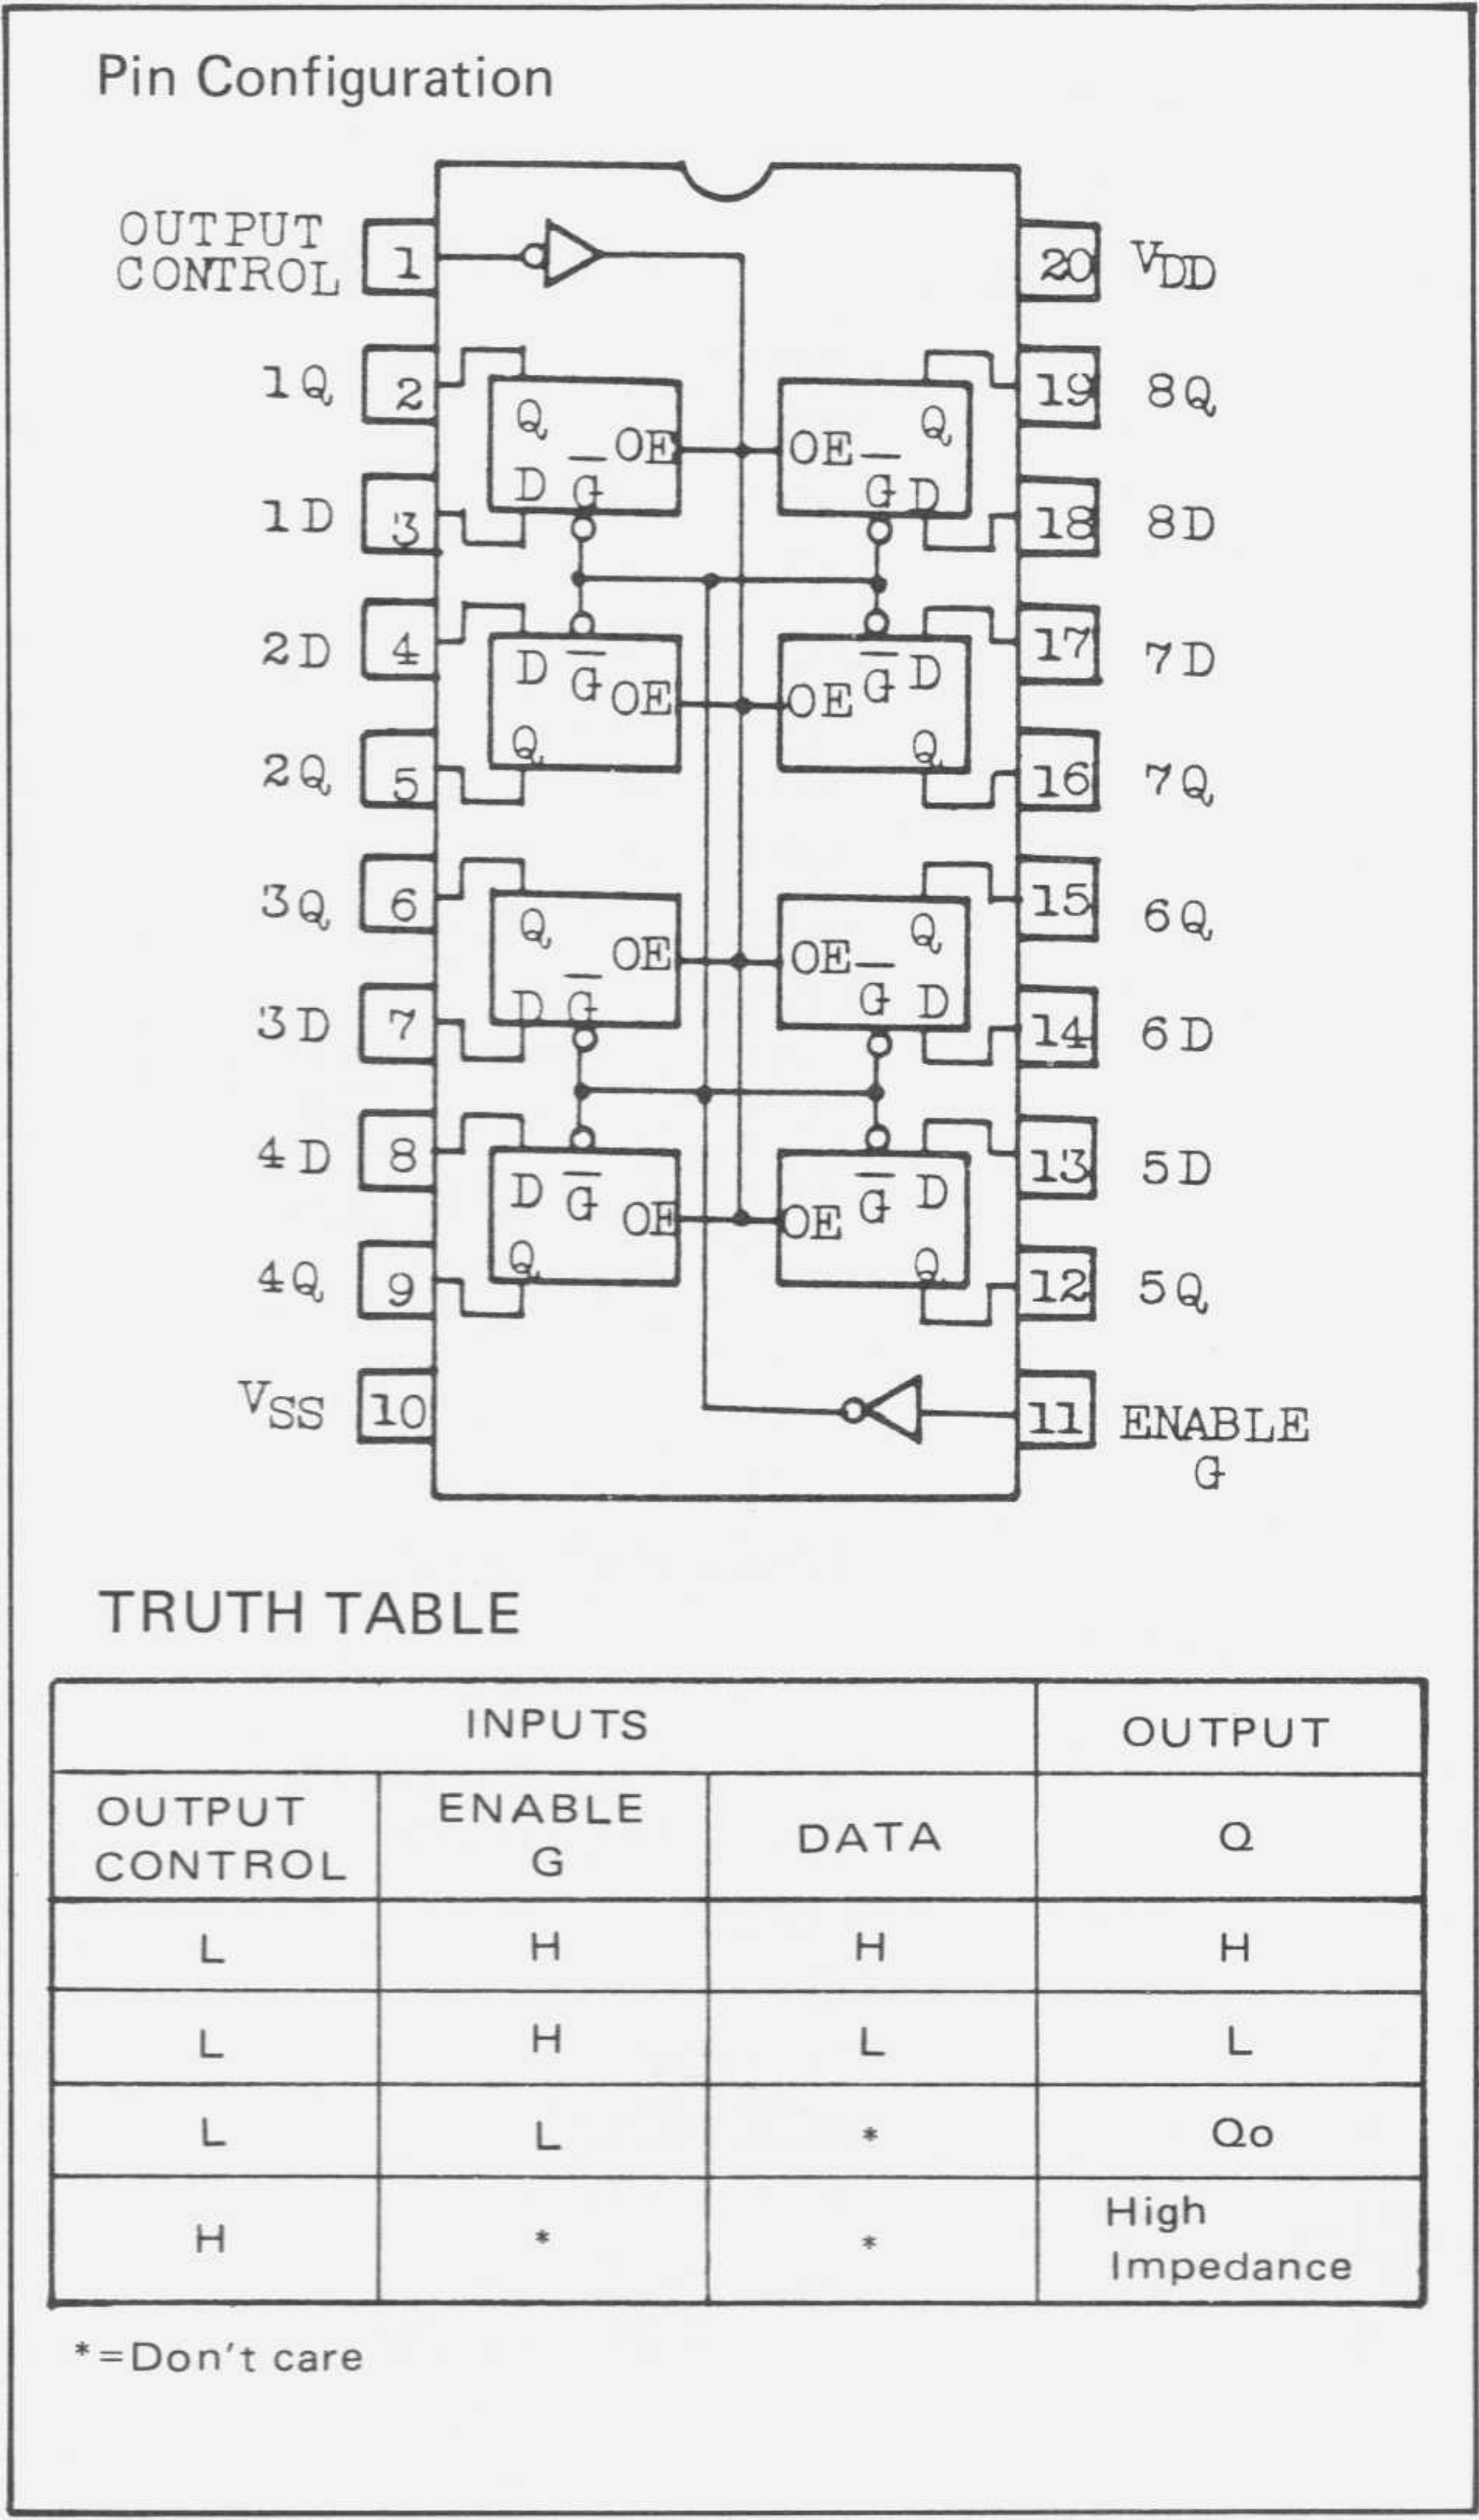 Pin Configuration
OUTPUT
CONTROL
1
20
VDD
1Q
2
19
8Q
Q
OE
D
G
OE
Q
G
D
1D
3
18
8D
2D
4
17
7D
D
G
OE
Q
G
D
OE
Q
2Q
5
16
7Q
3Q
6
15
6Q
Q
OE
D
G
OE
Q
G
D
3D
7
14
6D
4D
8
13
5D
D
G
OE
Q
G
D
OE
Q
4Q
9
12
5Q
VSS
10
11
ENABLE
G
TRUTH TABLE
INPUTS
OUTPUT
OUTPUT
CONTROL
ENABLE
G
DATA
Q
L H H H
L H L L
L L * Qo
H * * High
Impedance
*=Don't care